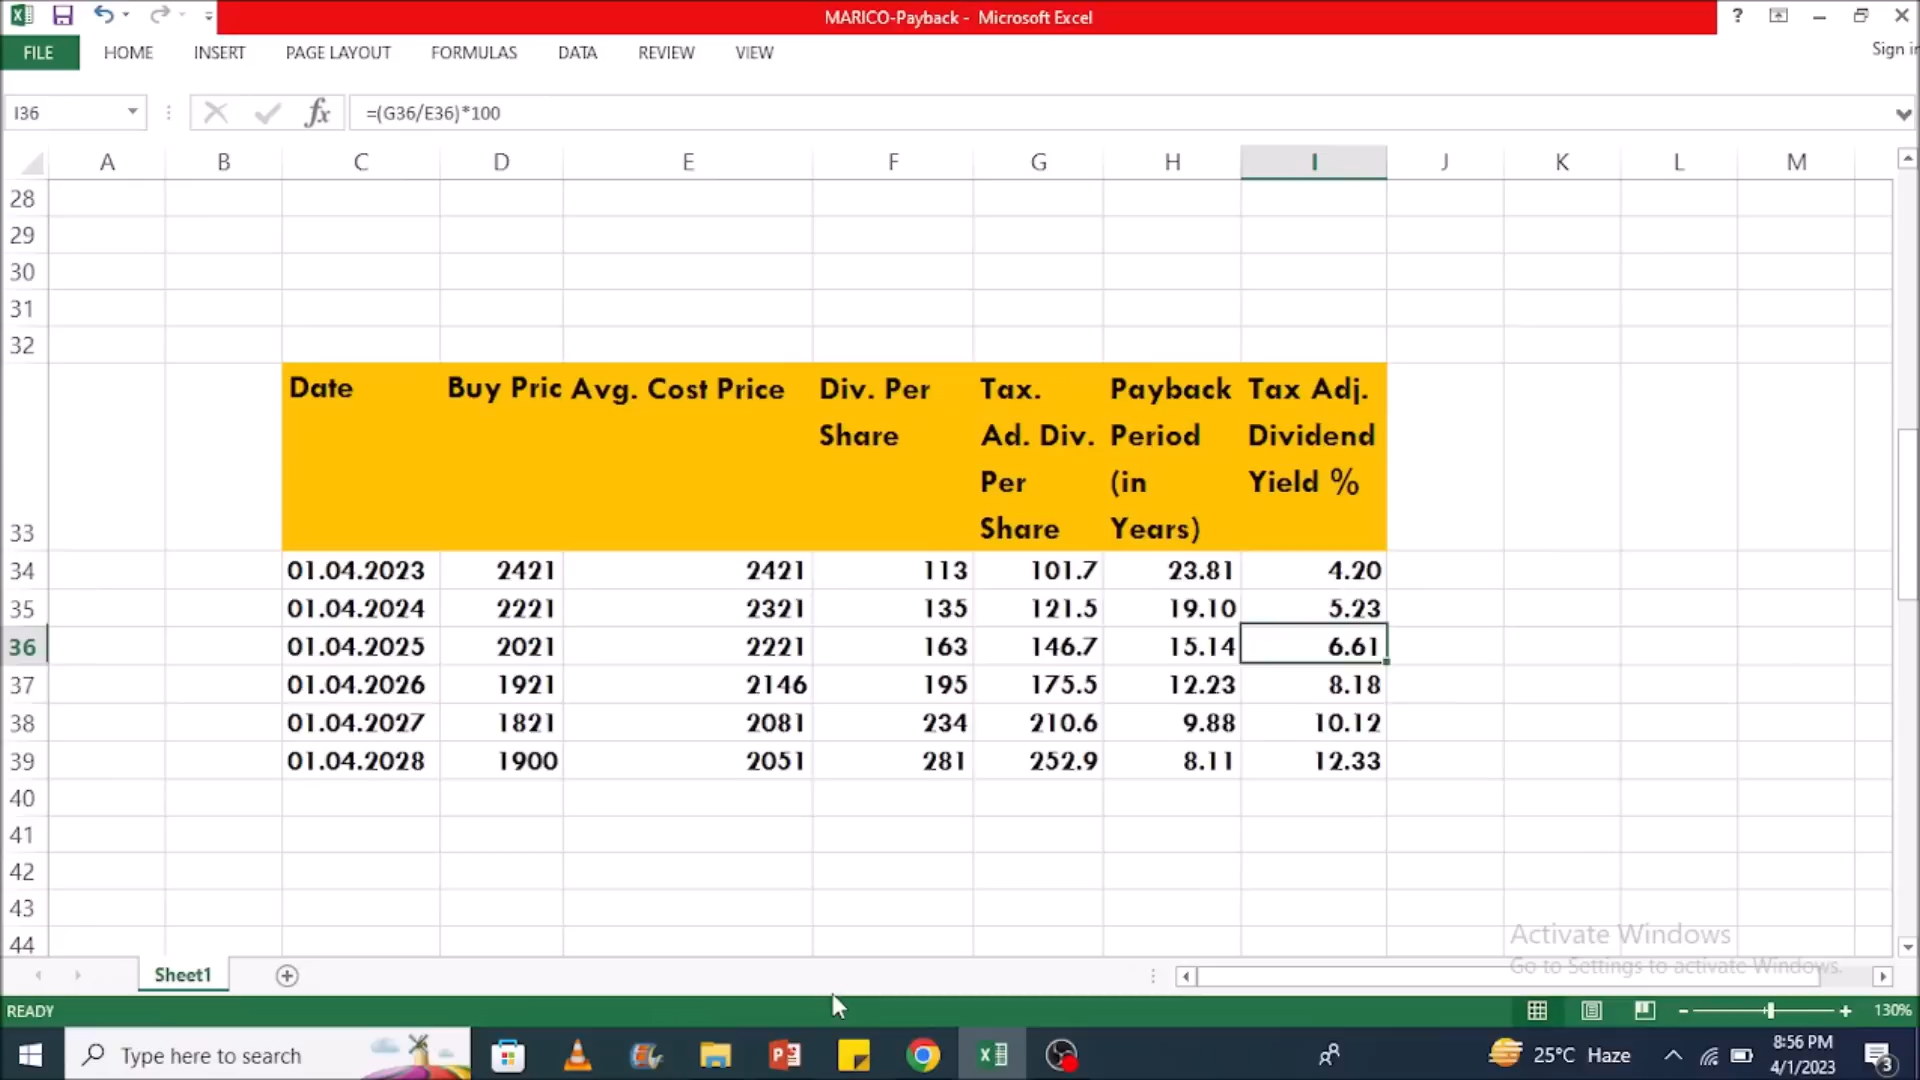 MARICO-Payback - Microsoft Excel
?
FILE HOME INSERT PAGE LAYOUT FORMULAS DATA REVIEW VIEW
Sign in
I36 fx =(G36/E36)*100
A B C D E F G H I J K L M
28
29
30
31
32
33 Date Buy Pric Avg. Cost Price Div. Per Share Tax. Ad. Div. Per Share Payback Period (in Years) Tax Adj. Dividend Yield %
34 01.04.2023 2421 2421 113 101.7 23.81 4.20
35 01.04.2024 2221 2321 135 121.5 19.10 5.23
36 01.04.2025 2021 2221 163 146.7 15.14 6.61
37 01.04.2026 1921 2146 195 175.5 12.23 8.18
38 01.04.2027 1821 2081 234 210.6 9.88 10.12
39 01.04.2028 1900 2051 281 252.9 8.11 12.33
40
41
42
43
44
Activate Windows
Go to Settings to activate Windows.
Sheet1
READY 130%
Type here to search
25°C Haze
8:56 PM
4/1/2023
3